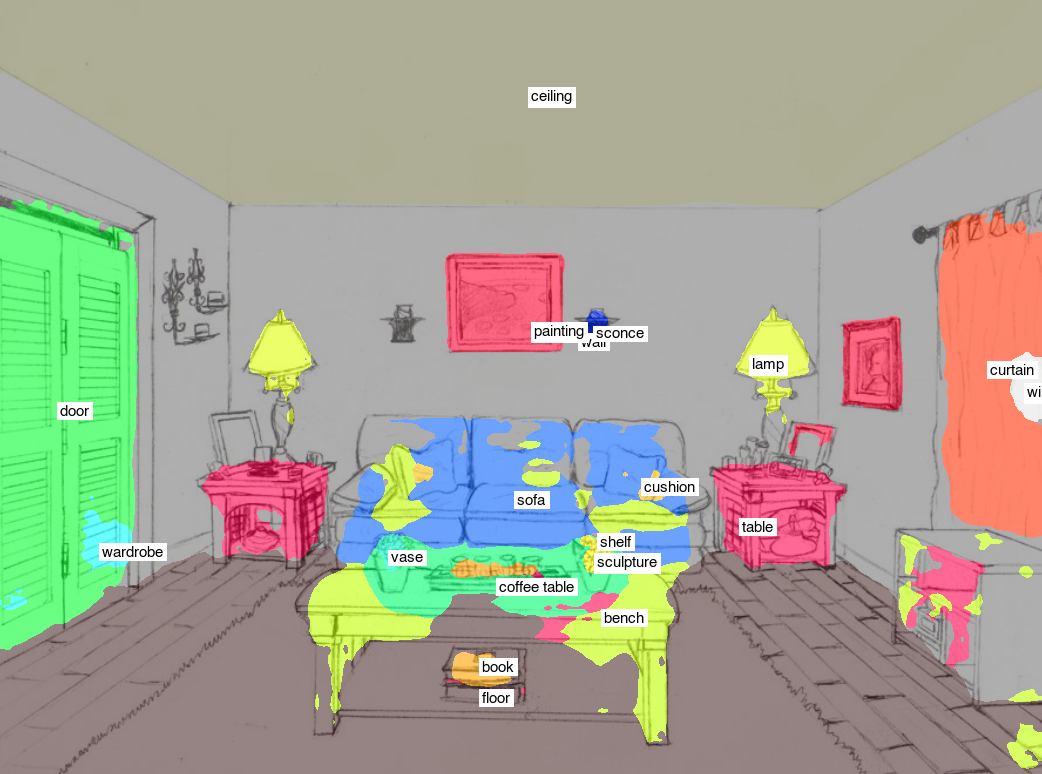 ceiling
painting
sconce
wall
lamp
curtain
wi
door
cushion
sofa
table
shelf
wardrobe
vase
sculpture
coffee table
bench
book
floor